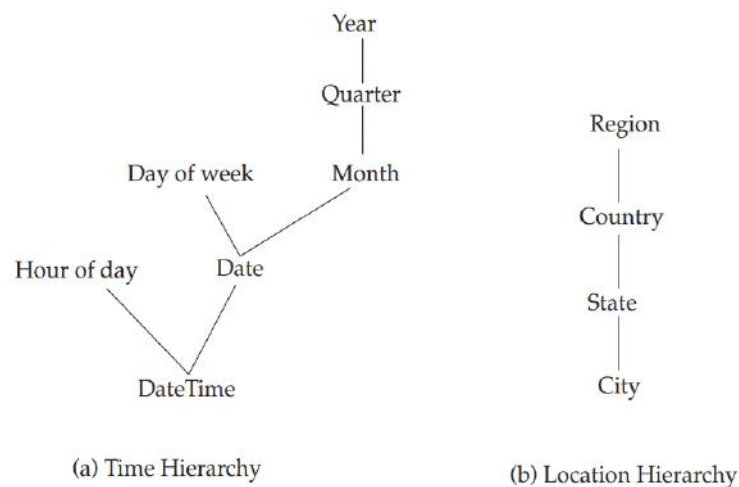 Year
Quarter
Month
Day of week
Date
Hour of day
DateTime
(a) Time Hierarchy
Region
Country
State
City
(b) Location Hierarchy